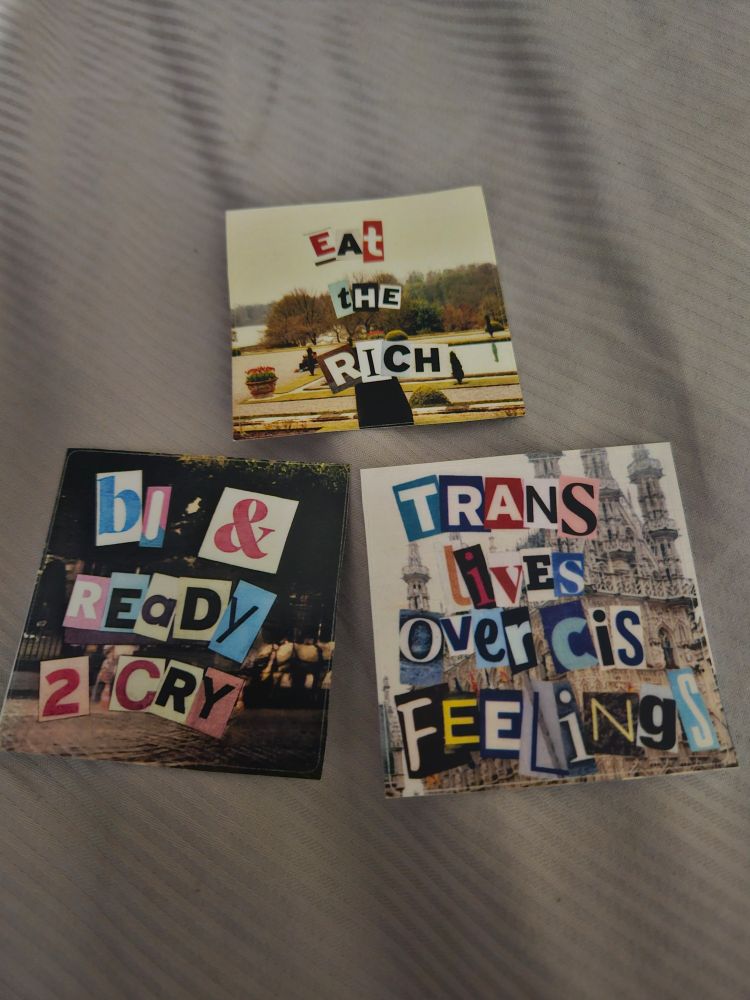 EAt
tHE
RICH
bI &
REaDy
2 CRY
TRANS
lIVES
OVer Cis
FEELiNgS